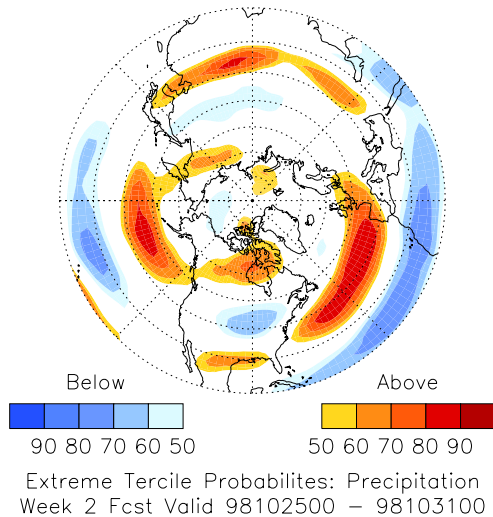 Below Above
90 80 70 60 50 50 60 70 80 90
Extreme Tercile Probabilites: Precipitation
Week 2 Fcst Valid 98102500 – 98103100